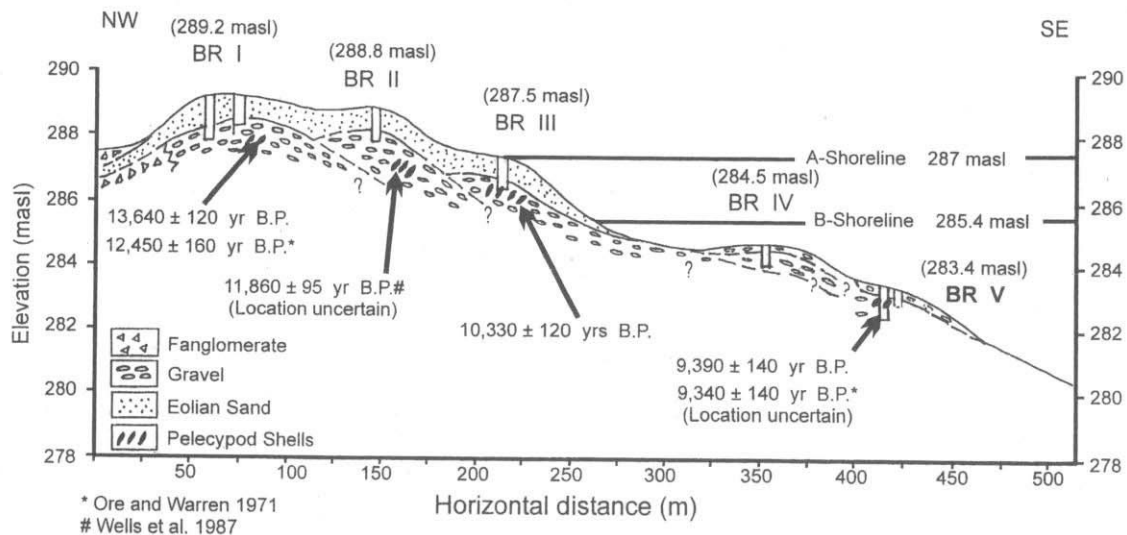 NW
SE
(289.2 masl)
BR I
(288.8 masl)
BR II
(287.5 masl)
BR III
A-Shoreline 287 masl
(284.5 masl)
BR IV
B-Shoreline 285.4 masl
(283.4 masl)
BR V
13,640 ± 120 yr B.P.
12,450 ± 160 yr B.P.*
11,860 ± 95 yr B.P.#
(Location uncertain)
10,330 ± 120 yrs B.P.
9,390 ± 140 yr B.P.
9,340 ± 140 yr B.P.*
(Location uncertain)
?
?
?
?
?
?
Elevation (masl)
290
288
286
284
282
280
278
290
288
286
284
282
280
278
Fanglomerate
Gravel
Eolian Sand
Pelecypod Shells
50 100 150 200 250 300 350 400 450 500
Horizontal distance (m)
* Ore and Warren 1971
# Wells et al. 1987